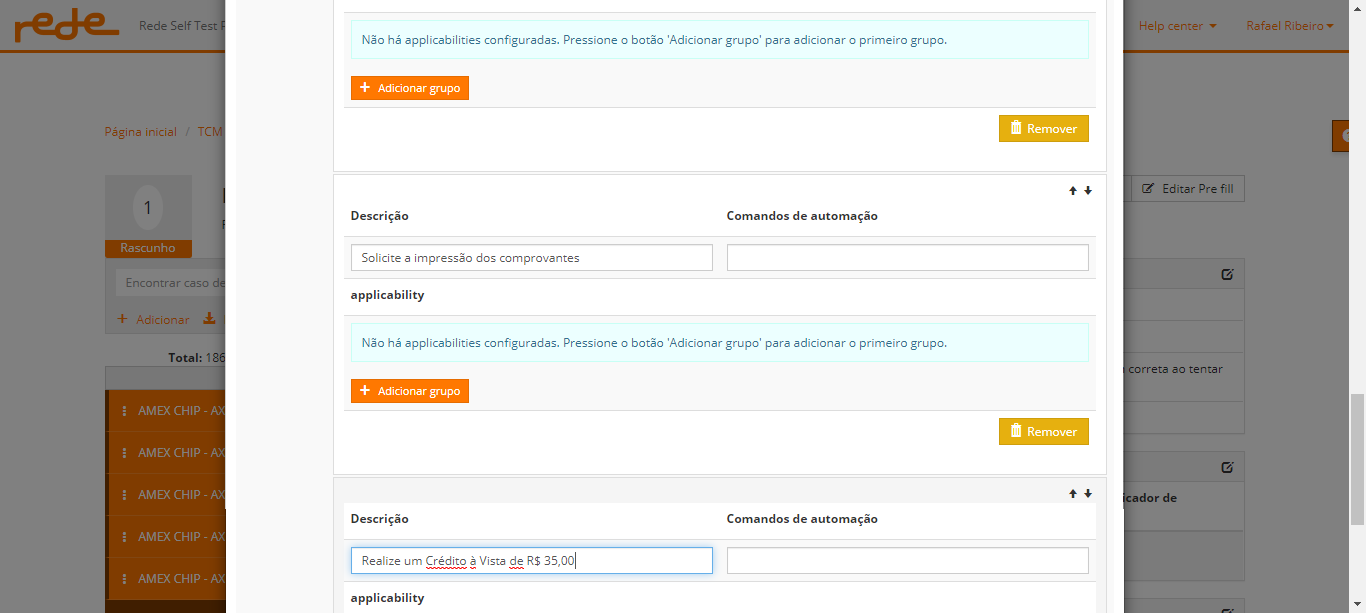 rede
Rede Self Test
Help center
Rafael Ribeiro
Não há applicabilities configuradas. Pressione o botão 'Adicionar grupo' para adicionar o primeiro grupo.
Adicionar grupo
Página inicial / TCM
Remover
1
Editar Pre fill
Descrição
Comandos de automação
Rascunho
Solicite a impressão dos comprovantes
Encontrar caso de
applicability
Adicionar
Não há applicabilities configuradas. Pressione o botão 'Adicionar grupo' para adicionar o primeiro grupo.
Total: 186
correta ao tentar
Adicionar grupo
AMEX CHIP - AX
Remover
AMEX CHIP - AX
AMEX CHIP - AX
icador de
Descrição
Comandos de automação
AMEX CHIP - AX
Realize um Crédito à Vista de R$ 35,00
AMEX CHIP - AX
applicability